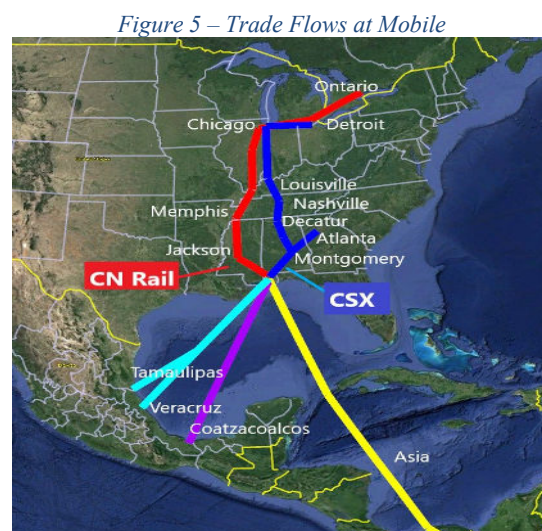 Figure 5 – Trade Flows at Mobile
Ontario
Chicago
Detroit
Louisville
Nashville
Memphis
Decatur
Atlanta
Jackson
Montgomery
CN Rail
CSX
Tamaulipas
Veracruz
Coatzacoalcos
Asia